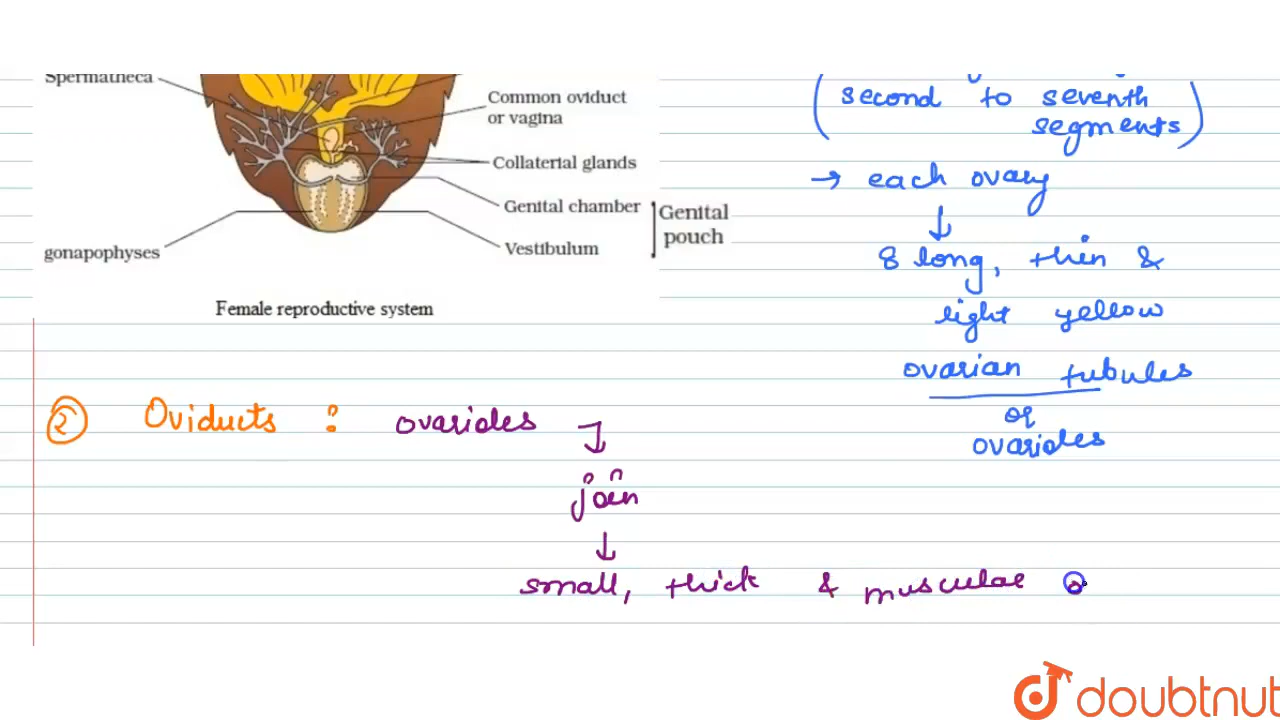 Spermatheca
Common oviduct
or vagina
Collaterial glands
Genital chamber
Genital
pouch
Vestibulum
gonapophyses
Female reproductive system
(second to seventh
segments)
→ each ovary
↓
8 long, thin &
light yellow
ovarian tubules
or
ovarioles
② Oviducts : ovarioles
↓
join
↓
small, thick & muscular o
doubtnut